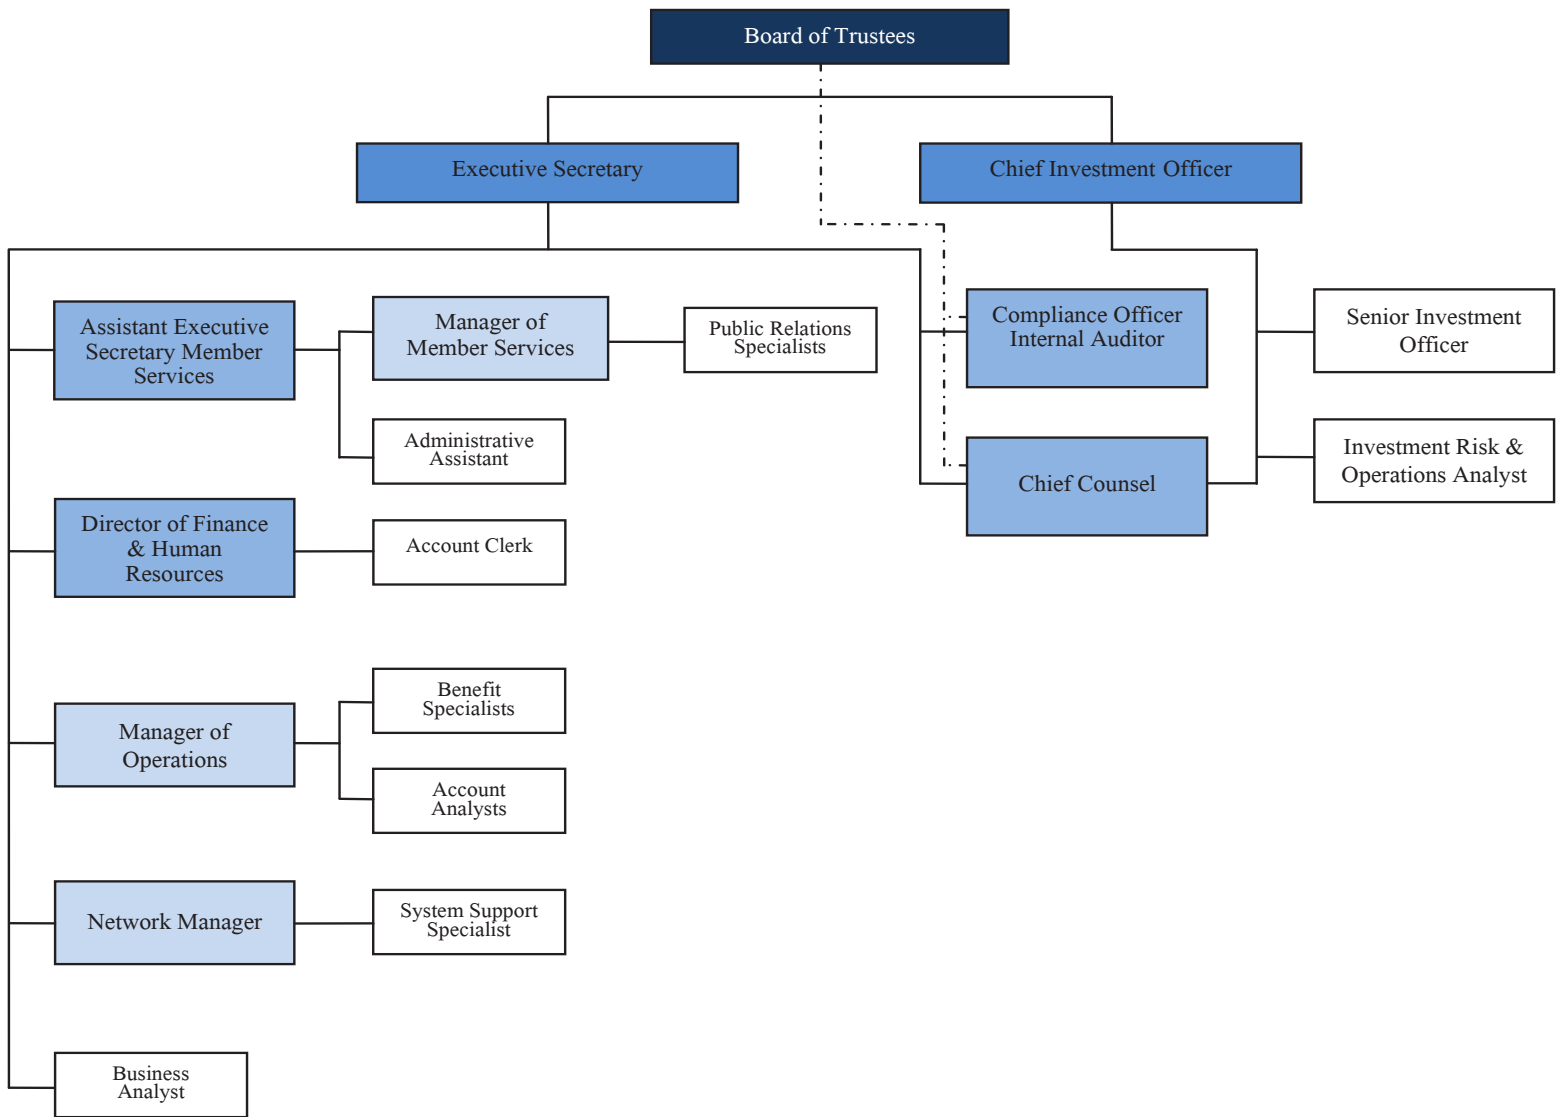 Board of Trustees
Executive Secretary
Chief Investment Officer
Assistant Executive
Secretary Member
Services
Manager of
Member Services
Public Relations
Specialists
Compliance Officer
Internal Auditor
Senior Investment
Officer
Administrative
Assistant
Chief Counsel
Investment Risk &
Operations Analyst
Director of Finance
& Human
Resources
Account Clerk
Manager of
Operations
Benefit
Specialists
Account
Analysts
Network Manager
System Support
Specialist
Business
Analyst